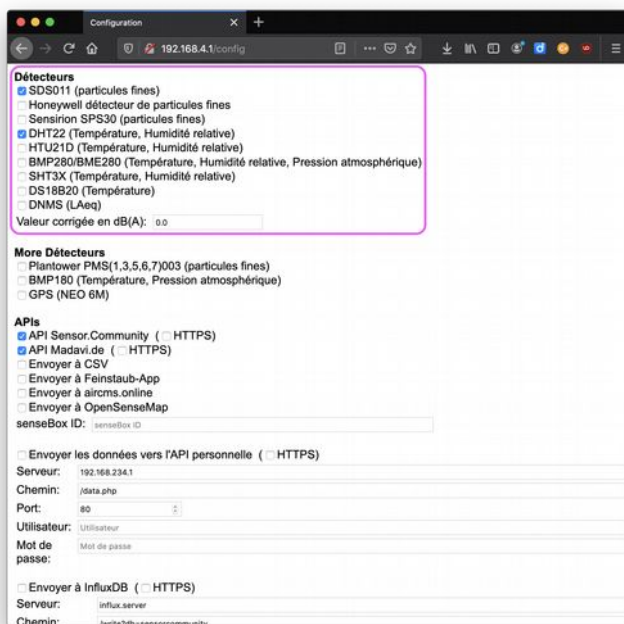 Configuration
192.168.4.1/config
Détecteurs
SDS011 (particules fines)
Honeywell détecteur de particules fines
Sensirion SPS30 (particules fines)
DHT22 (Température, Humidité relative)
HTU21D (Température, Humidité relative)
BMP280/BME280 (Température, Humidité relative, Pression atmosphérique)
SHT3X (Température, Humidité relative)
DS18B20 (Température)
DNMS (LAeq)
Valeur corrigée en dB(A): 0.0
More Détecteurs
Plantower PMS(1,3,5,6,7)003 (particules fines)
BMP180 (Température, Pression atmosphérique)
GPS (NEO 6M)
APIs
API Sensor.Community ( HTTPS)
API Madavi.de ( HTTPS)
Envoyer à CSV
Envoyer à Feinstaub-App
Envoyer à aircms.online
Envoyer à OpenSenseMap
senseBox ID: senseBox ID
Envoyer les données vers l'API personnelle ( HTTPS)
Serveur: 192.168.234.1
Chemin: /data.php
Port: 80
Utilisateur: Utilisateur
Mot de passe: Mot de passe
Envoyer à InfluxDB ( HTTPS)
Serveur: influx.server
Chemin: /write?db=sensorcommunity